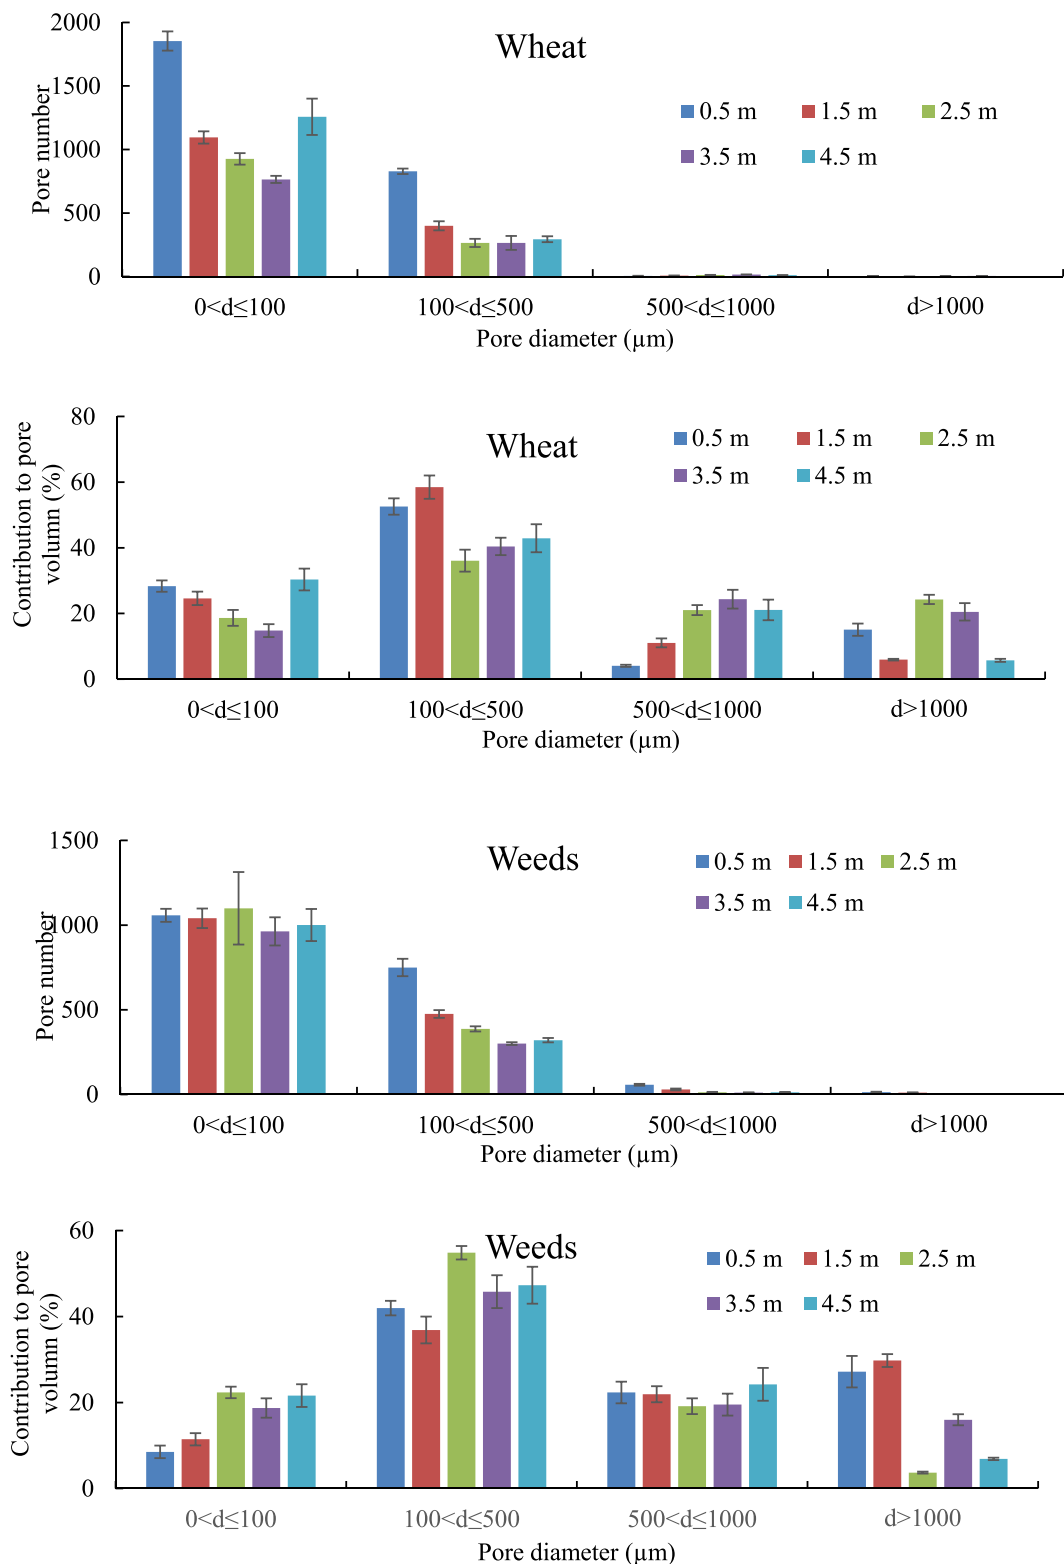 2000
1500
1000
500
0
Pore number
Wheat
0.5 m 1.5 m 2.5 m
3.5 m 4.5 m
0<d≤100 100<d≤500 500<d≤1000 d>1000
Pore diameter (µm)
80
60
40
20
0
Contribution to pore
volumn (%)
Wheat
0.5 m 1.5 m 2.5 m
3.5 m 4.5 m
0<d≤100 100<d≤500 500<d≤1000 d>1000
Pore diameter (µm)
1500
1000
500
0
Pore number
Weeds
0.5 m 1.5 m 2.5 m
3.5 m 4.5 m
0<d≤100 100<d≤500 500<d≤1000 d>1000
Pore diameter (µm)
60
40
20
0
Contribution to pore
volumn (%)
Weeds
0.5 m 1.5 m 2.5 m
3.5 m 4.5 m
0<d≤100 100<d≤500 500<d≤1000 d>1000
Pore diameter (µm)